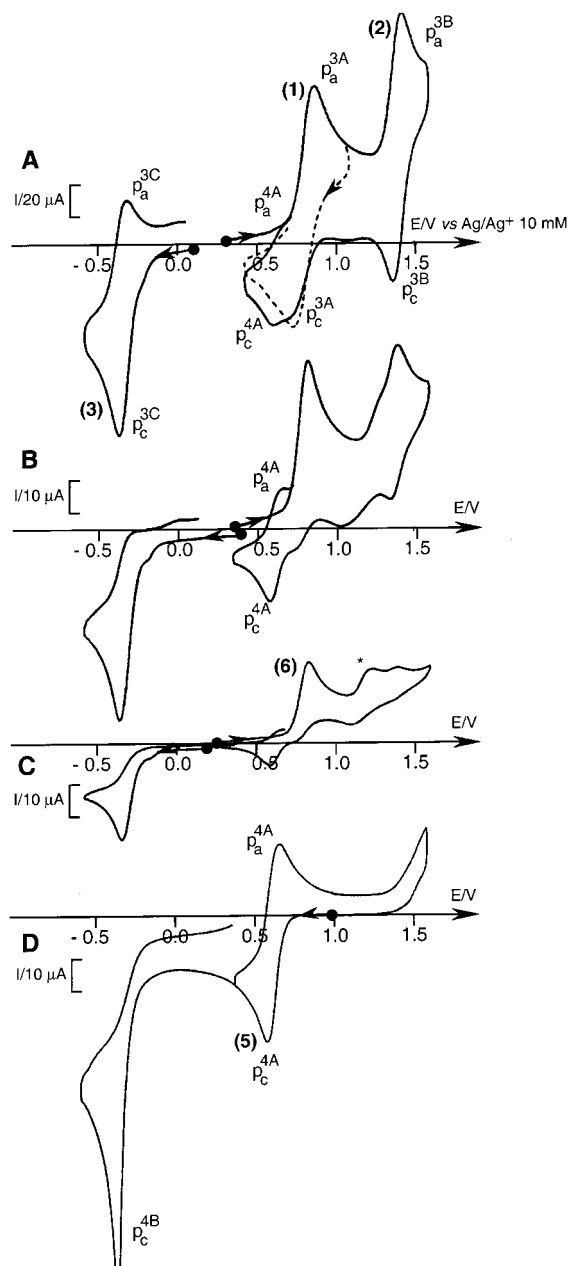 (2)
p_a^3B
(1)
p_a^3A
A
p_a^3C
I/20 μA
p_a^4A
E/V vs Ag/Ag+ 10 mM
- 0.5 0.0 0.5 1.0 1.5
p_c^3B
p_c^4A p_c^3A
(3)
p_c^3C
B
p_a^4A
I/10 μA
E/V
- 0.5 0.0 0.5 1.0 1.5
p_c^4A
(6) *
- 0.5 0.0 0.5 1.0 1.5
C
I/10 μA
p_a^4A
E/V
- 0.5 0.0 0.5 1.0 1.5
D
I/10 μA
(5)
p_c^4A
p_c^4B